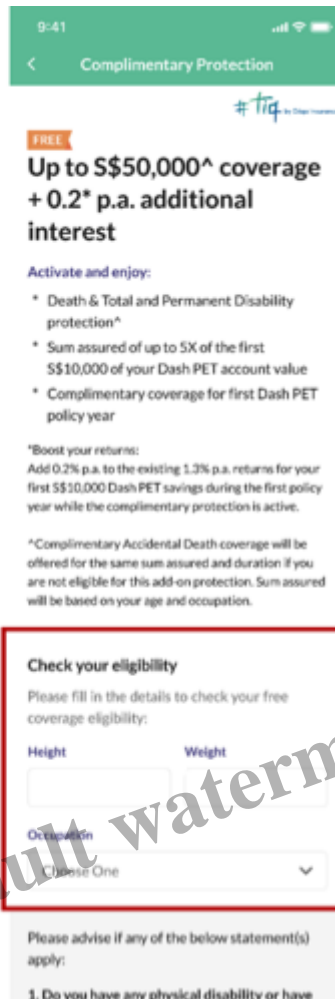 9:41
Complimentary Protection
#tiq by Etiqa Insurance
FREE
Up to S$50,000^ coverage
+ 0.2* p.a. additional
interest
Activate and enjoy:
* Death & Total and Permanent Disability
protection^
* Sum assured of up to 5X of the first
S$10,000 of your Dash PET account value
* Complimentary coverage for first Dash PET
policy year
*Boost your returns:
Add 0.2% p.a. to the existing 1.3% p.a. returns for your
first S$10,000 Dash PET savings during the first policy
year while the complimentary protection is active.
^Complimentary Accidental Death coverage will be
offered for the same sum assured and duration if you
are not eligible for this add-on protection. Sum assured
will be based on your age and occupation.
Check your eligibility
Please fill in the details to check your free
coverage eligibility:
Height Weight
Occupation
Choose One
ult waterm
Please advise if any of the below statement(s)
apply:
1. Do you have any physical disability or have